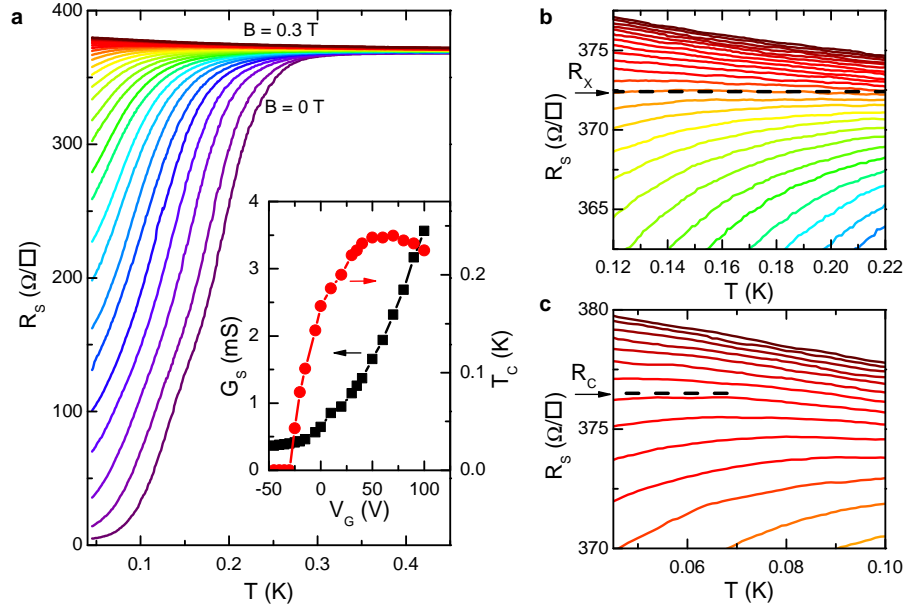 a
400
300
200
100
0
R_S (Ω/□)
0.1
0.2
0.3
0.4
T (K)
B = 0.3 T
B = 0 T
4
3
2
1
0
G_S (mS)
0.2
0.1
0.0
T_C (K)
-50
0
50
100
V_G (V)
b
375
370
365
R_X
R_S (Ω/□)
0.12
0.14
0.16
0.18
0.20
0.22
T (K)
c
380
375
370
R_C
R_S (Ω/□)
0.06
0.08
0.10
T (K)